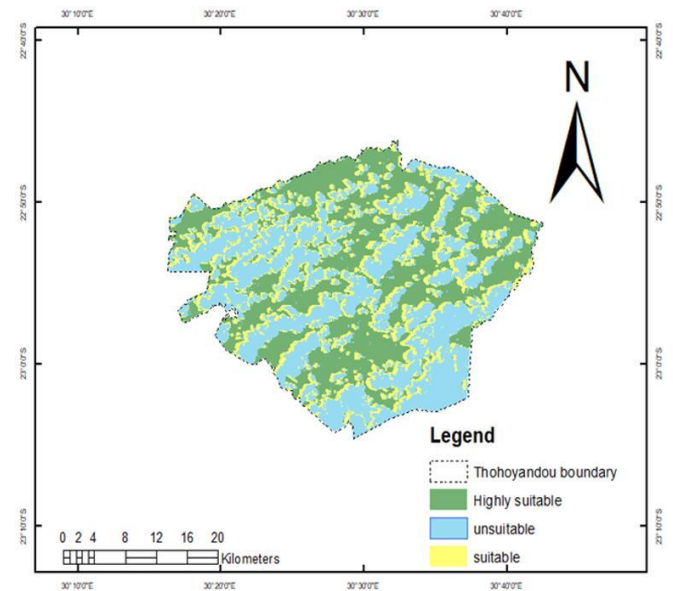 30°10'0"E 30°20'0"E 30°30'0"E 30°40'0"E
22°40'0"S 22°40'0"S
N
22°50'0"S 22°50'0"S
23°0'0"S 23°0'0"S
Legend
Thohoyandou boundary
Highly suitable
unsuitable
suitable
23°10'0"S 23°10'0"S
0 2 4 8 12 16 20
Kilometers
30°10'0"E 30°20'0"E 30°30'0"E 30°40'0"E